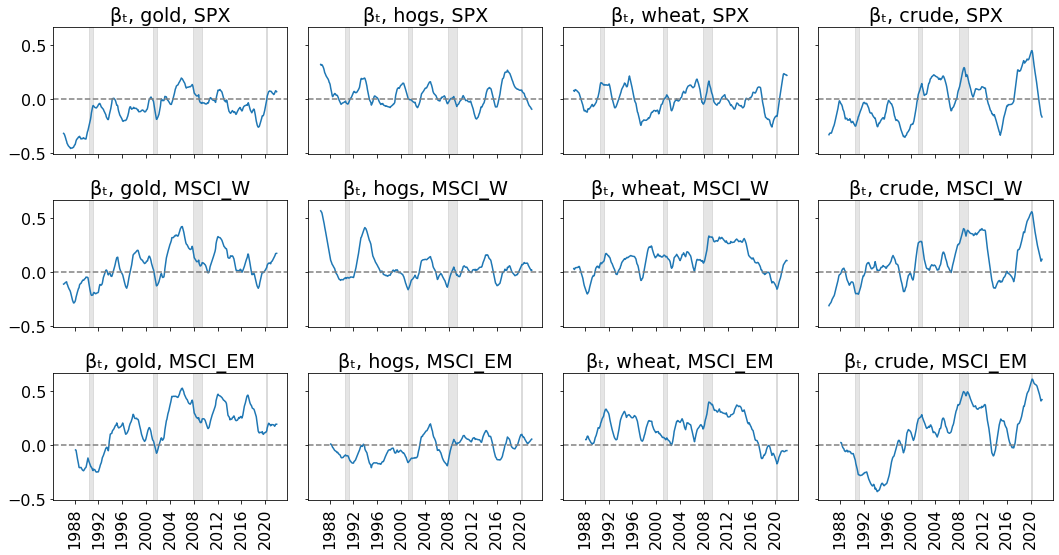 βₜ, gold, SPX βₜ, hogs, SPX βₜ, wheat, SPX βₜ, crude, SPX
0.5
0.0
−0.5
βₜ, gold, MSCI_W βₜ, hogs, MSCI_W βₜ, wheat, MSCI_W βₜ, crude, MSCI_W
0.5
0.0
−0.5
βₜ, gold, MSCI_EM βₜ, hogs, MSCI_EM βₜ, wheat, MSCI_EM βₜ, crude, MSCI_EM
0.5
0.0
−0.5
1988 1992 1996 2000 2004 2008 2012 2016 2020 1988 1992 1996 2000 2004 2008 2012 2016 2020 1988 1992 1996 2000 2004 2008 2012 2016 2020 1988 1992 1996 2000 2004 2008 2012 2016 2020